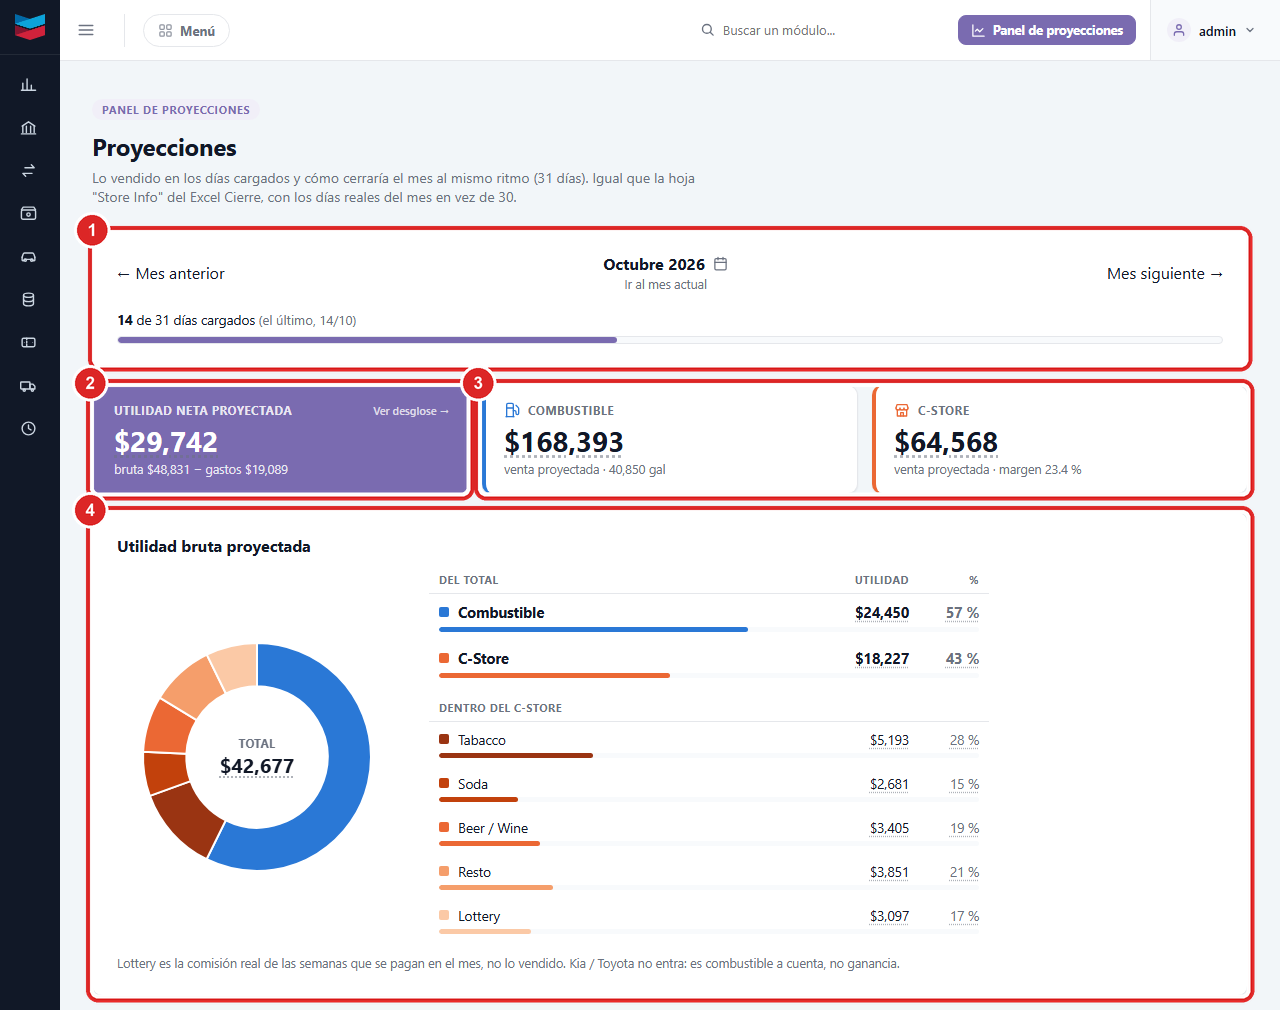 Menú
Buscar un módulo...
Panel de proyecciones
admin
PANEL DE PROYECCIONES
Proyecciones
Lo vendido en los días cargados y cómo cerraría el mes al mismo ritmo (31 días). Igual que la hoja
"Store Info" del Excel Cierre, con los días reales del mes en vez de 30.
1
← Mes anterior
Octubre 2026
Ir al mes actual
Mes siguiente →
14 de 31 días cargados (el último, 14/10)
2
UTILIDAD NETA PROYECTADA
Ver desglose →
$29,742
bruta $48,831 − gastos $19,089
3
COMBUSTIBLE
$168,393
venta proyectada · 40,850 gal
C-STORE
$64,568
venta proyectada · margen 23.4 %
4
Utilidad bruta proyectada
TOTAL
$42,677
DEL TOTAL UTILIDAD %
Combustible $24,450 57 %
C-Store $18,227 43 %
DENTRO DEL C-STORE
Tabacco $5,193 28 %
Soda $2,681 15 %
Beer / Wine $3,405 19 %
Resto $3,851 21 %
Lottery $3,097 17 %
Lottery es la comisión real de las semanas que se pagan en el mes, no lo vendido. Kia / Toyota no entra: es combustible a cuenta, no ganancia.